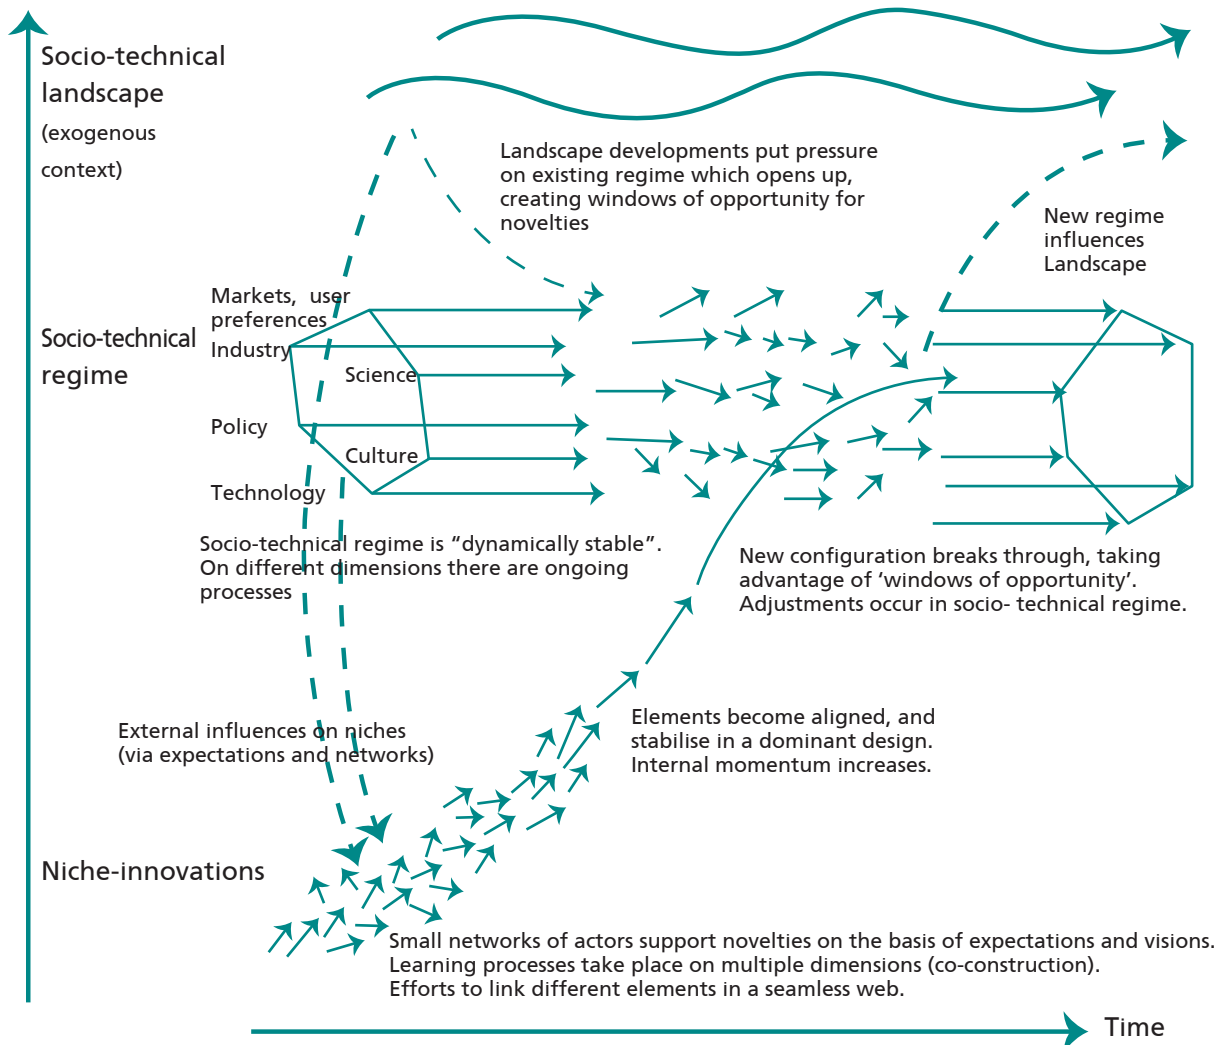 Socio-technical
landscape
(exogenous
context)
Landscape developments put pressure
on existing regime which opens up,
creating windows of opportunity for
novelties
New regime
influences
Landscape
Markets, user
preferences
Socio-technical
regime
Industry
Science
Policy
Culture
Technology
Socio-technical regime is “dynamically stable”.
On different dimensions there are ongoing
processes
New configuration breaks through, taking
advantage of ‘windows of opportunity’.
Adjustments occur in socio- technical regime.
External influences on niches
(via expectations and networks)
Elements become aligned, and
stabilise in a dominant design.
Internal momentum increases.
Niche-innovations
Small networks of actors support novelties on the basis of expectations and visions.
Learning processes take place on multiple dimensions (co-construction).
Efforts to link different elements in a seamless web.
Time